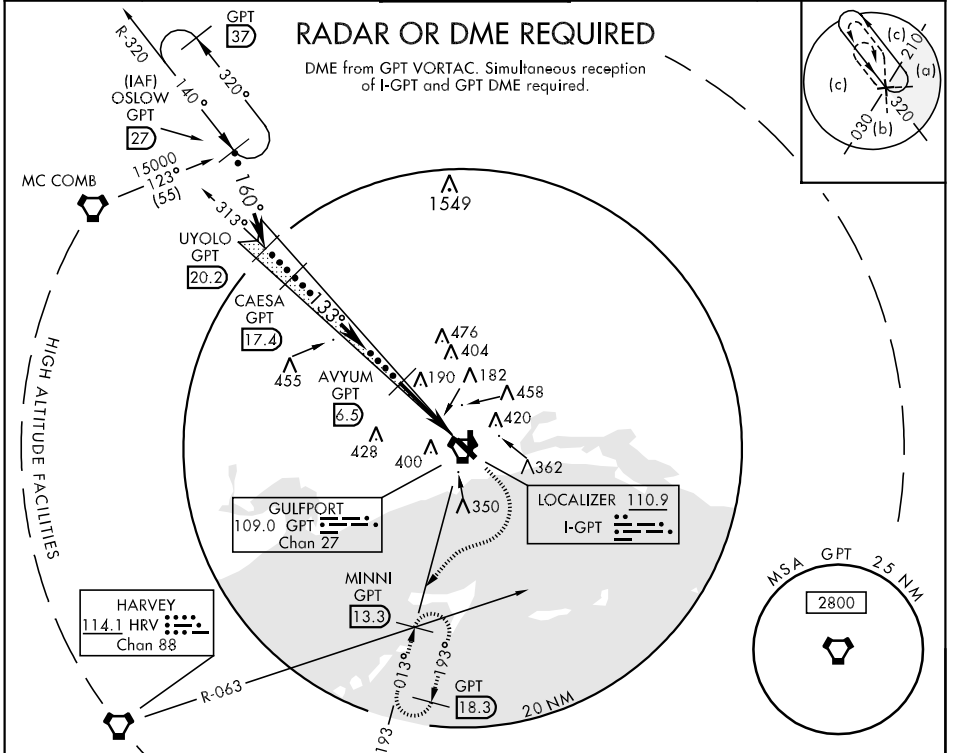 RADAR OR DME REQUIRED
DME from GPT VORTAC. Simultaneous reception
of I-GPT and GPT DME required.
GPT
37
R-320
320°
140°
(IAF)
OSLOW
GPT
27
15000
123°
(55)
MC COMB
160°
313°
UYOLO
GPT
20.2
133°
CAESA
GPT
17.4
AVYUM
GPT
6.5
1549
476
404
455
190
182
458
420
428
400
362
350
HIGH ALTITUDE FACILITIES
GULFPORT
109.0 GPT
Chan 27
LOCALIZER 110.9
I-GPT
MINNI
GPT
13.3
HARVEY
114.1 HRV
Chan 88
R-063
013°
193°
GPT
18.3
20 NM
193
MSA GPT 25 NM
2800
(c)
210
(a)
(c)
320
(b)
030